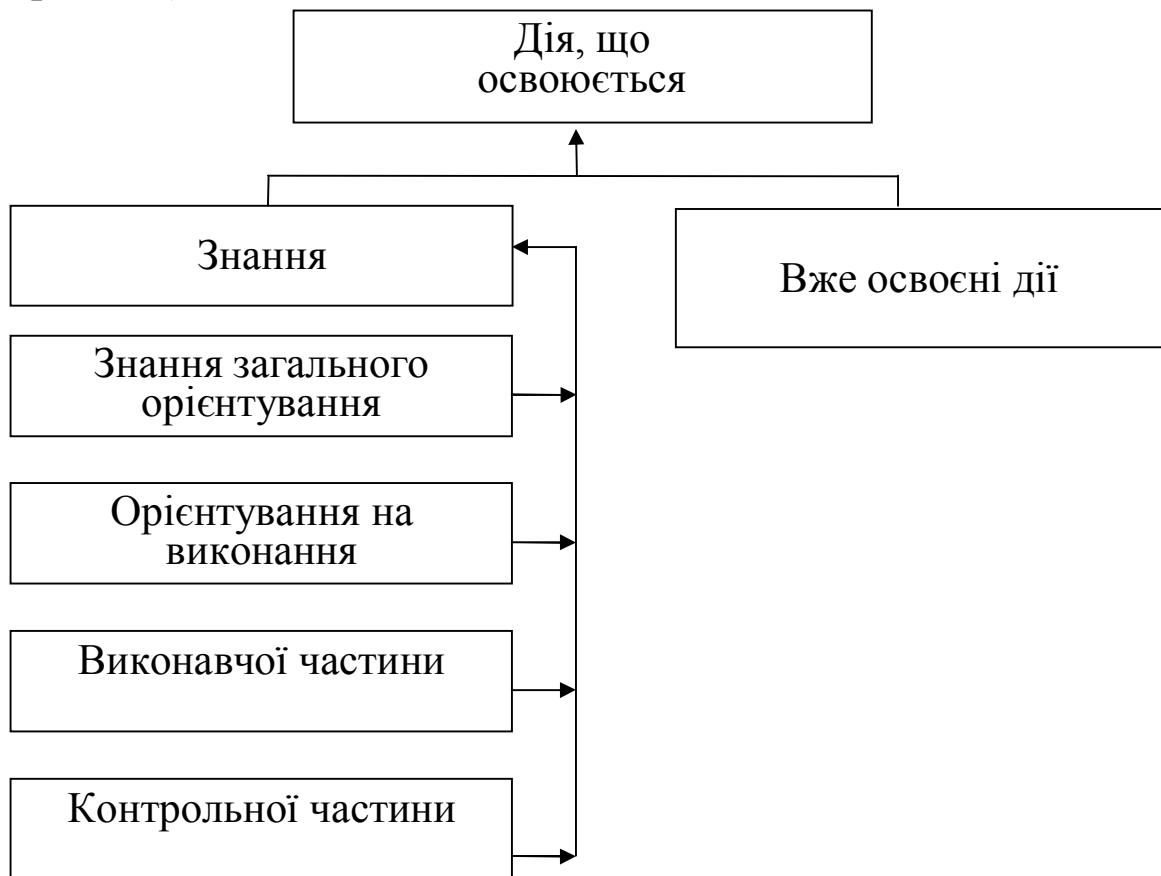 Дія, що
освоюється
Знання
Вже освоєні дії
Знання загального
орієнтування
Орієнтування на
виконання
Виконавчої частини
Контрольної частини